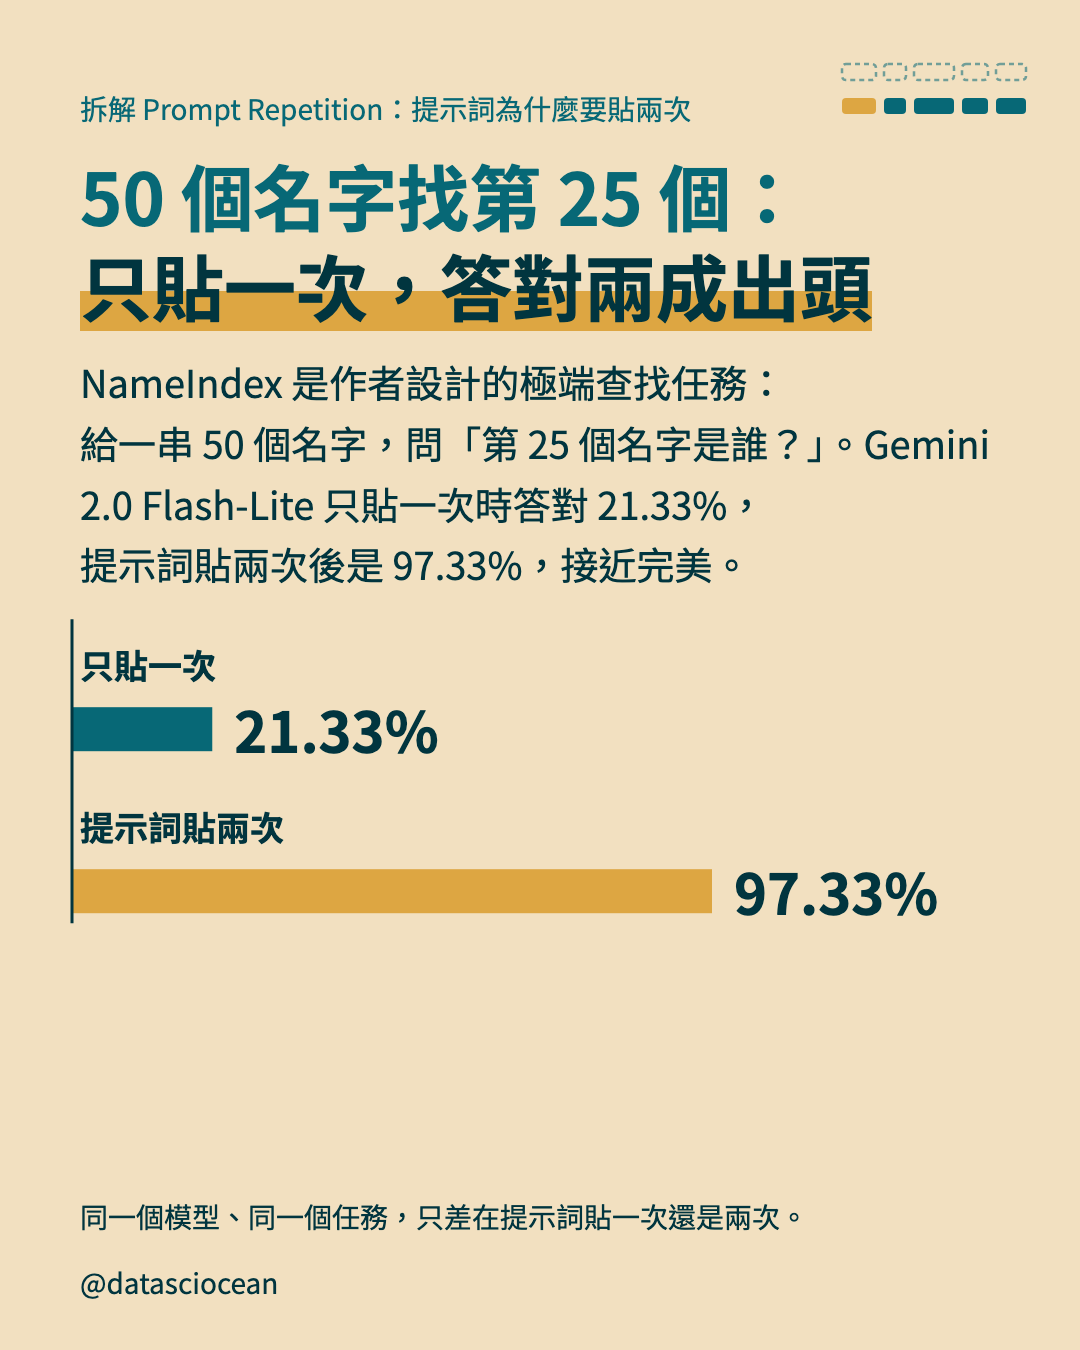 拆解 Prompt Repetition：提示詞為什麼要貼兩次
50 個名字找第 25 個：
只貼一次，答對兩成出頭
NameIndex 是作者設計的極端查找任務：
給一串 50 個名字，問「第 25 個名字是誰？」。Gemini
2.0 Flash-Lite 只貼一次時答對 21.33%，
提示詞貼兩次後是 97.33%，接近完美。
只貼一次
21.33%
提示詞貼兩次
97.33%
同一個模型、同一個任務，只差在提示詞貼一次還是兩次。
@datasciocean